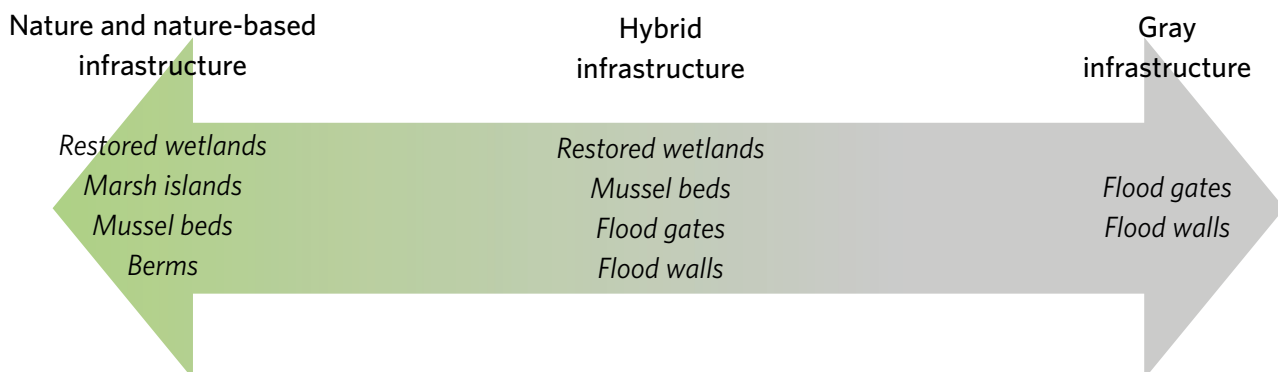 Nature and nature-based
infrastructure
Hybrid
infrastructure
Gray
infrastructure
Restored wetlands
Marsh islands
Mussel beds
Berms
Restored wetlands
Mussel beds
Flood gates
Flood walls
Flood gates
Flood walls